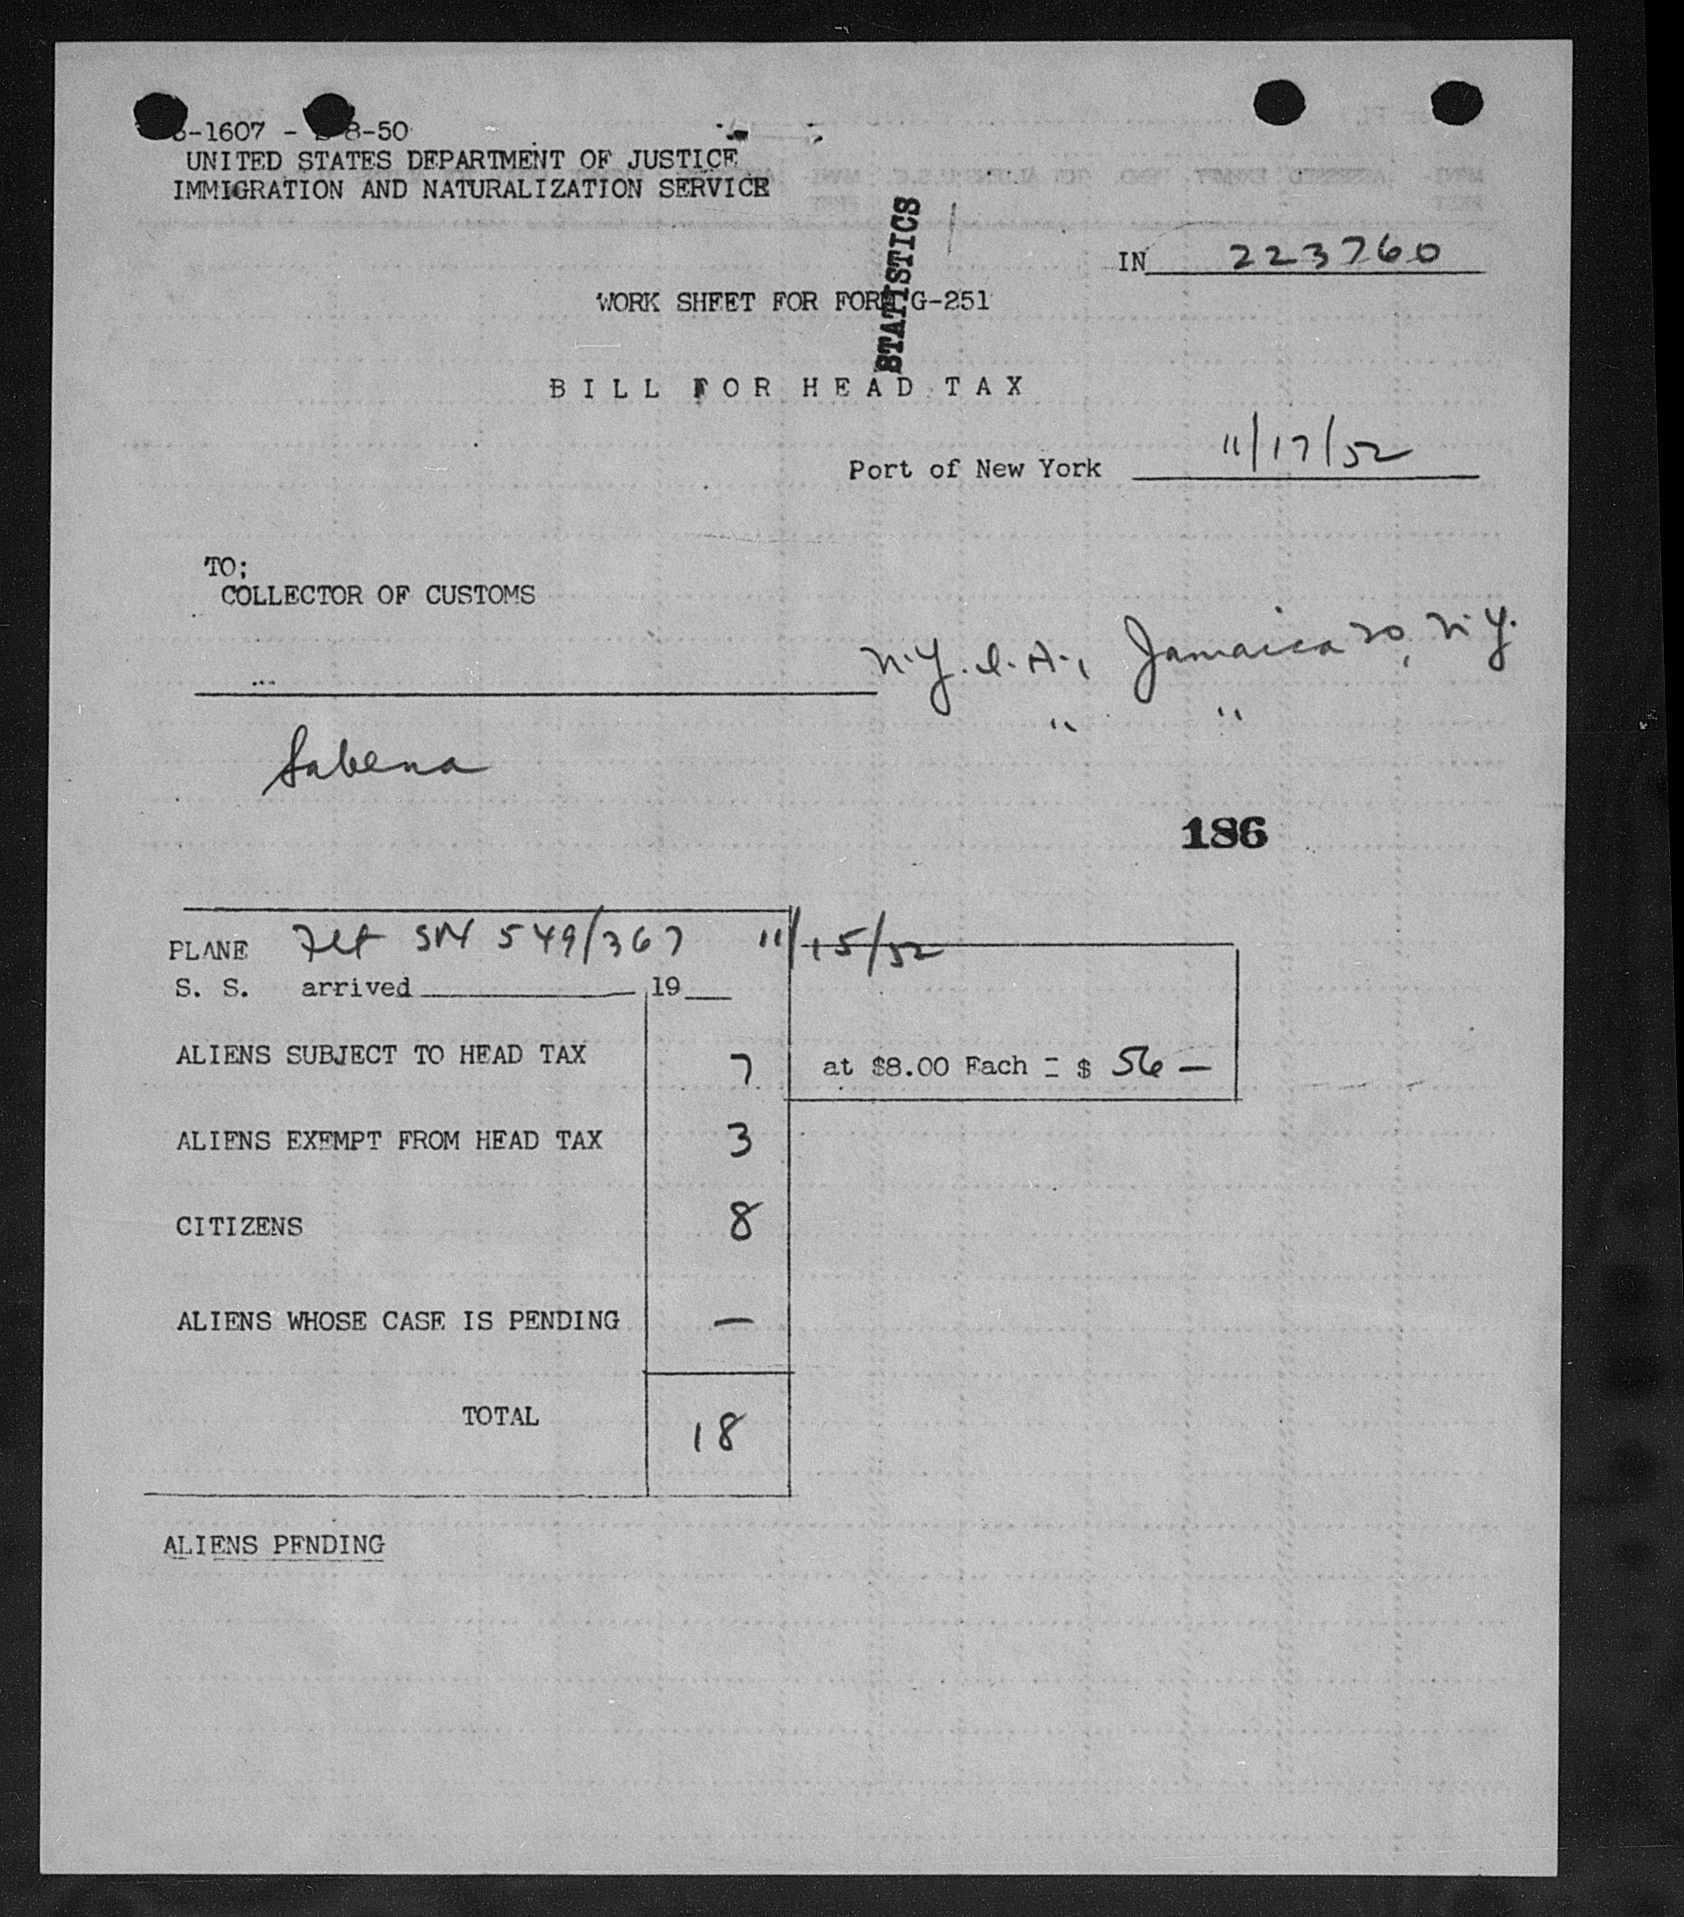 -1607 - 8-50
UNITED STATES DEPARTMENT OF JUSTICE
IMMIGRATION AND NATURALIZATION SERVICE
STATISTICS
IN 223760
WORK SHEET FOR FORM G-251
BILL FOR HEAD TAX
Port of New York 11/17/52
TO;
COLLECTOR OF CUSTOMS
N.Y.I.A., Jamaica 30, N.Y.
" "
Sabena
186
PLANE Flt SN 549/367 11/15/52
S. S. arrived 19
ALIENS SUBJECT TO HEAD TAX 7 at $8.00 Each = $ 56 —
ALIENS EXEMPT FROM HEAD TAX 3
CITIZENS 8
ALIENS WHOSE CASE IS PENDING —
TOTAL 18
ALIENS PENDING